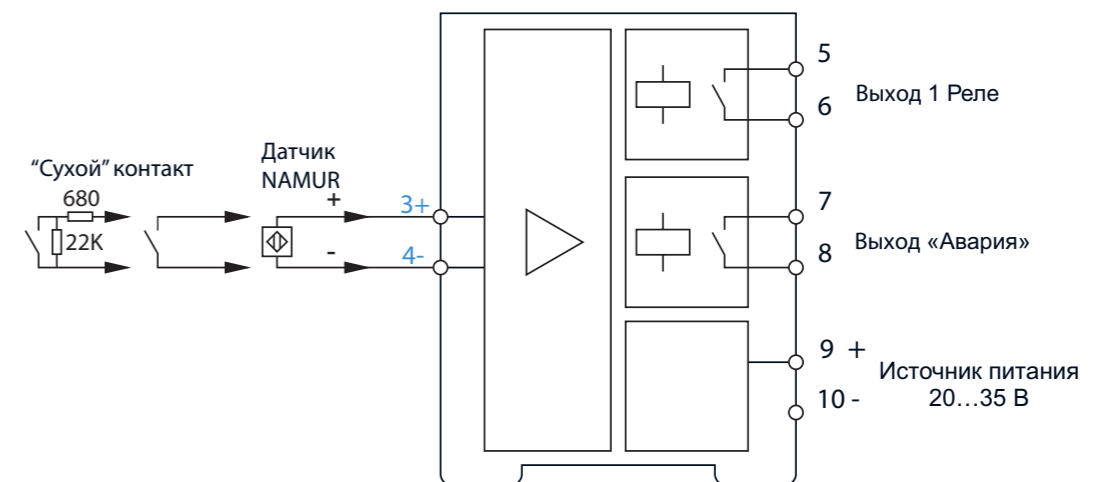 “Сухой” контакт
680
22K
Датчик
NAMUR
+
-
3+
4-
5
6
Выход 1 Реле
7
8
Выход «Авария»
9 +
10 -
Источник питания
20…35 В